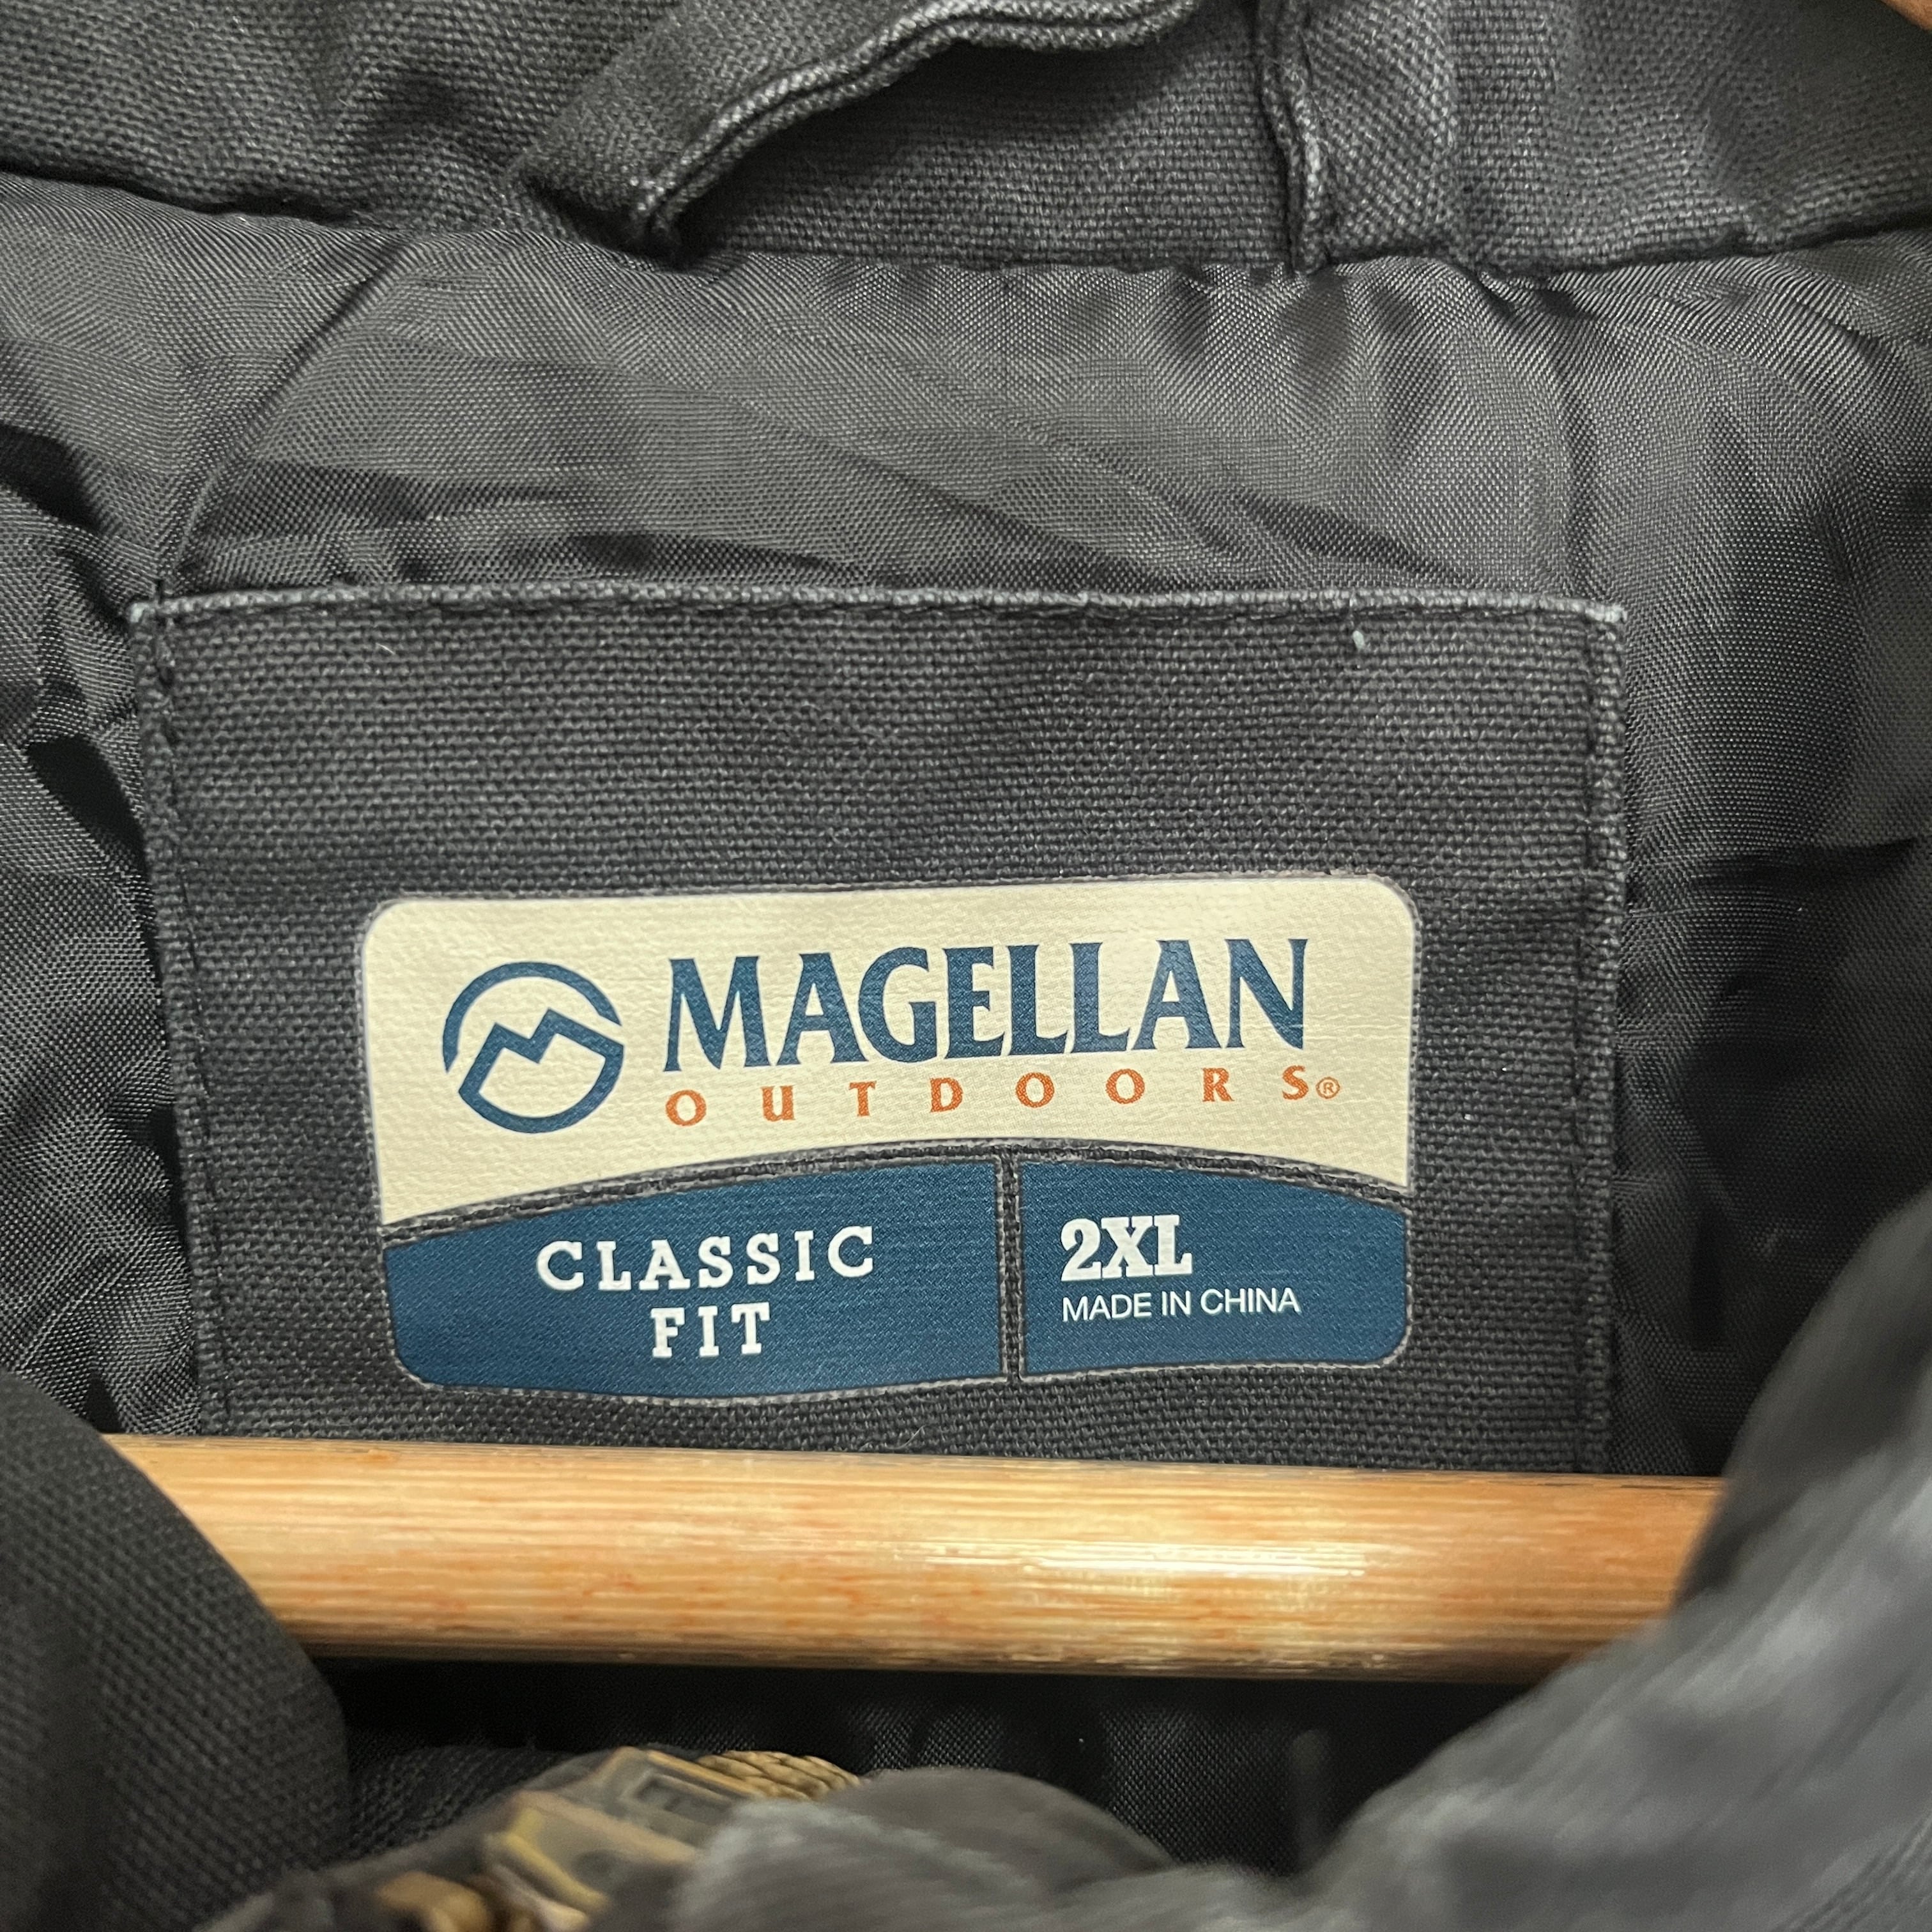 MAGELLAN
OUTDOORS®
CLASSIC
FIT
2XL
MADE IN CHINA